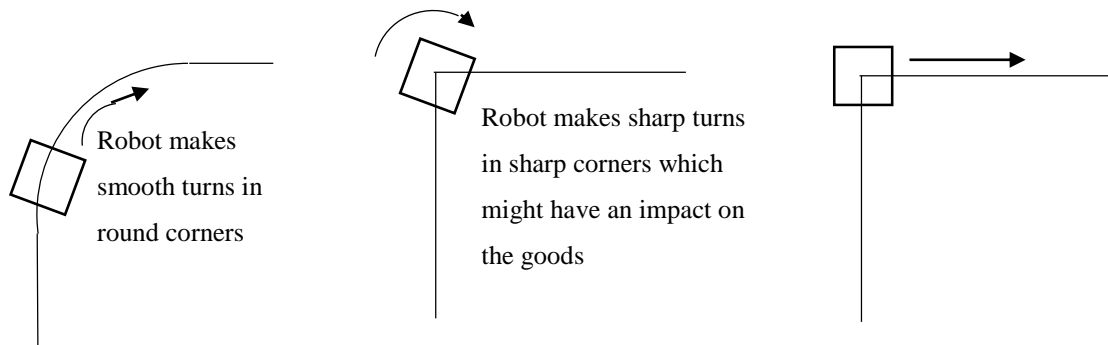 Robot makes
smooth turns in
round corners
Robot makes sharp turns
in sharp corners which
might have an impact on
the goods